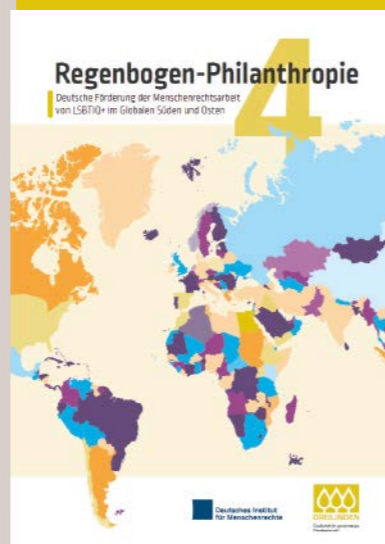 Regenbogen-Philanthropie
4
Deutsche Förderung der Menschenrechtsarbeit
von LSBTIQ+ im Globalen Süden und Osten
Deutsches Institut
für Menschenrechte
DREILINDEN